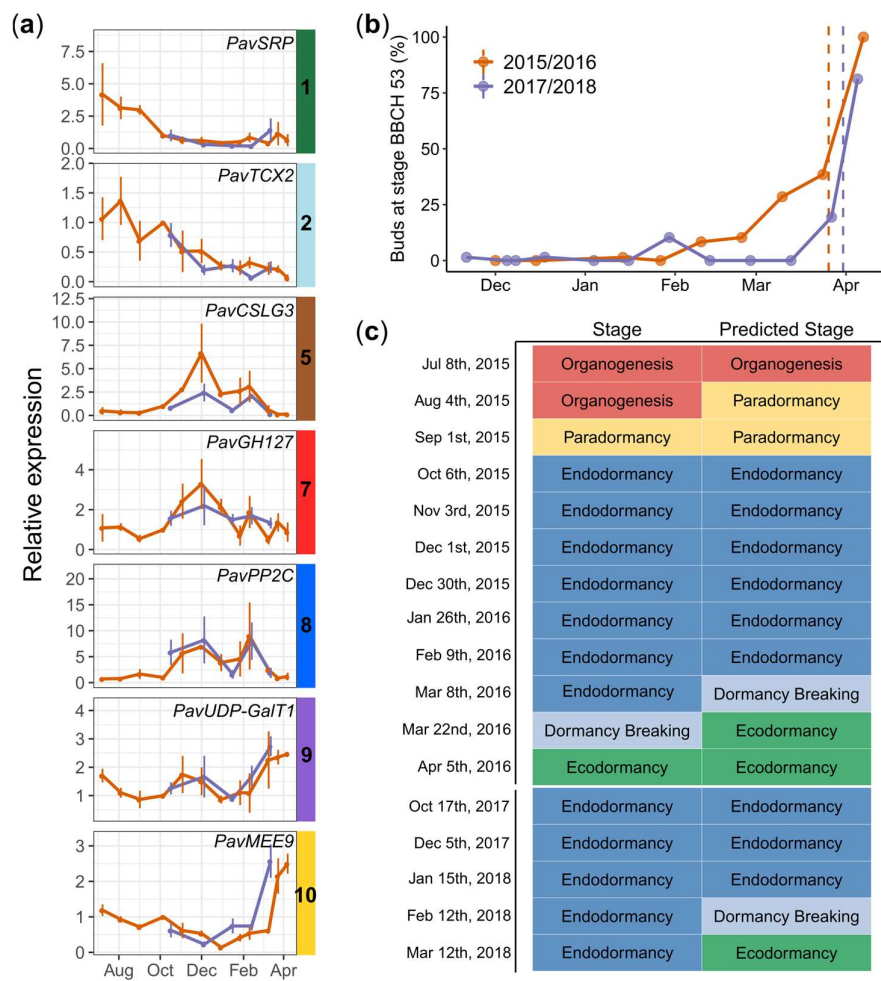 (a)
Relative expression
PavSRP
7.5
5.0
2.5
0.0
1
PavTCX2
2.0
1.5
1.0
0.5
0.0
2
PavCSLG3
12.5
10.0
7.5
5.0
2.5
0.0
5
PavGH127
4
2
0
7
PavPP2C
20
15
10
5
0
8
PavUDP-GalT1
4
3
2
1
9
PavMEE9
3
2
1
0
10
Aug Oct Dec Feb Apr
(b)
Buds at stage BBCH 53 (%)
100
75
50
25
0
2015/2016
2017/2018
Dec Jan Feb Mar Apr
(c)
Stage Predicted Stage
Jul 8th, 2015 Organogenesis Organogenesis
Aug 4th, 2015 Organogenesis Paradormancy
Sep 1st, 2015 Paradormancy Paradormancy
Oct 6th, 2015 Endodormancy Endodormancy
Nov 3rd, 2015 Endodormancy Endodormancy
Dec 1st, 2015 Endodormancy Endodormancy
Dec 30th, 2015 Endodormancy Endodormancy
Jan 26th, 2016 Endodormancy Endodormancy
Feb 9th, 2016 Endodormancy Endodormancy
Mar 8th, 2016 Endodormancy Dormancy Breaking
Mar 22nd, 2016 Dormancy Breaking Ecodormancy
Apr 5th, 2016 Ecodormancy Ecodormancy
Oct 17th, 2017 Endodormancy Endodormancy
Dec 5th, 2017 Endodormancy Endodormancy
Jan 15th, 2018 Endodormancy Endodormancy
Feb 12th, 2018 Endodormancy Dormancy Breaking
Mar 12th, 2018 Endodormancy Ecodormancy